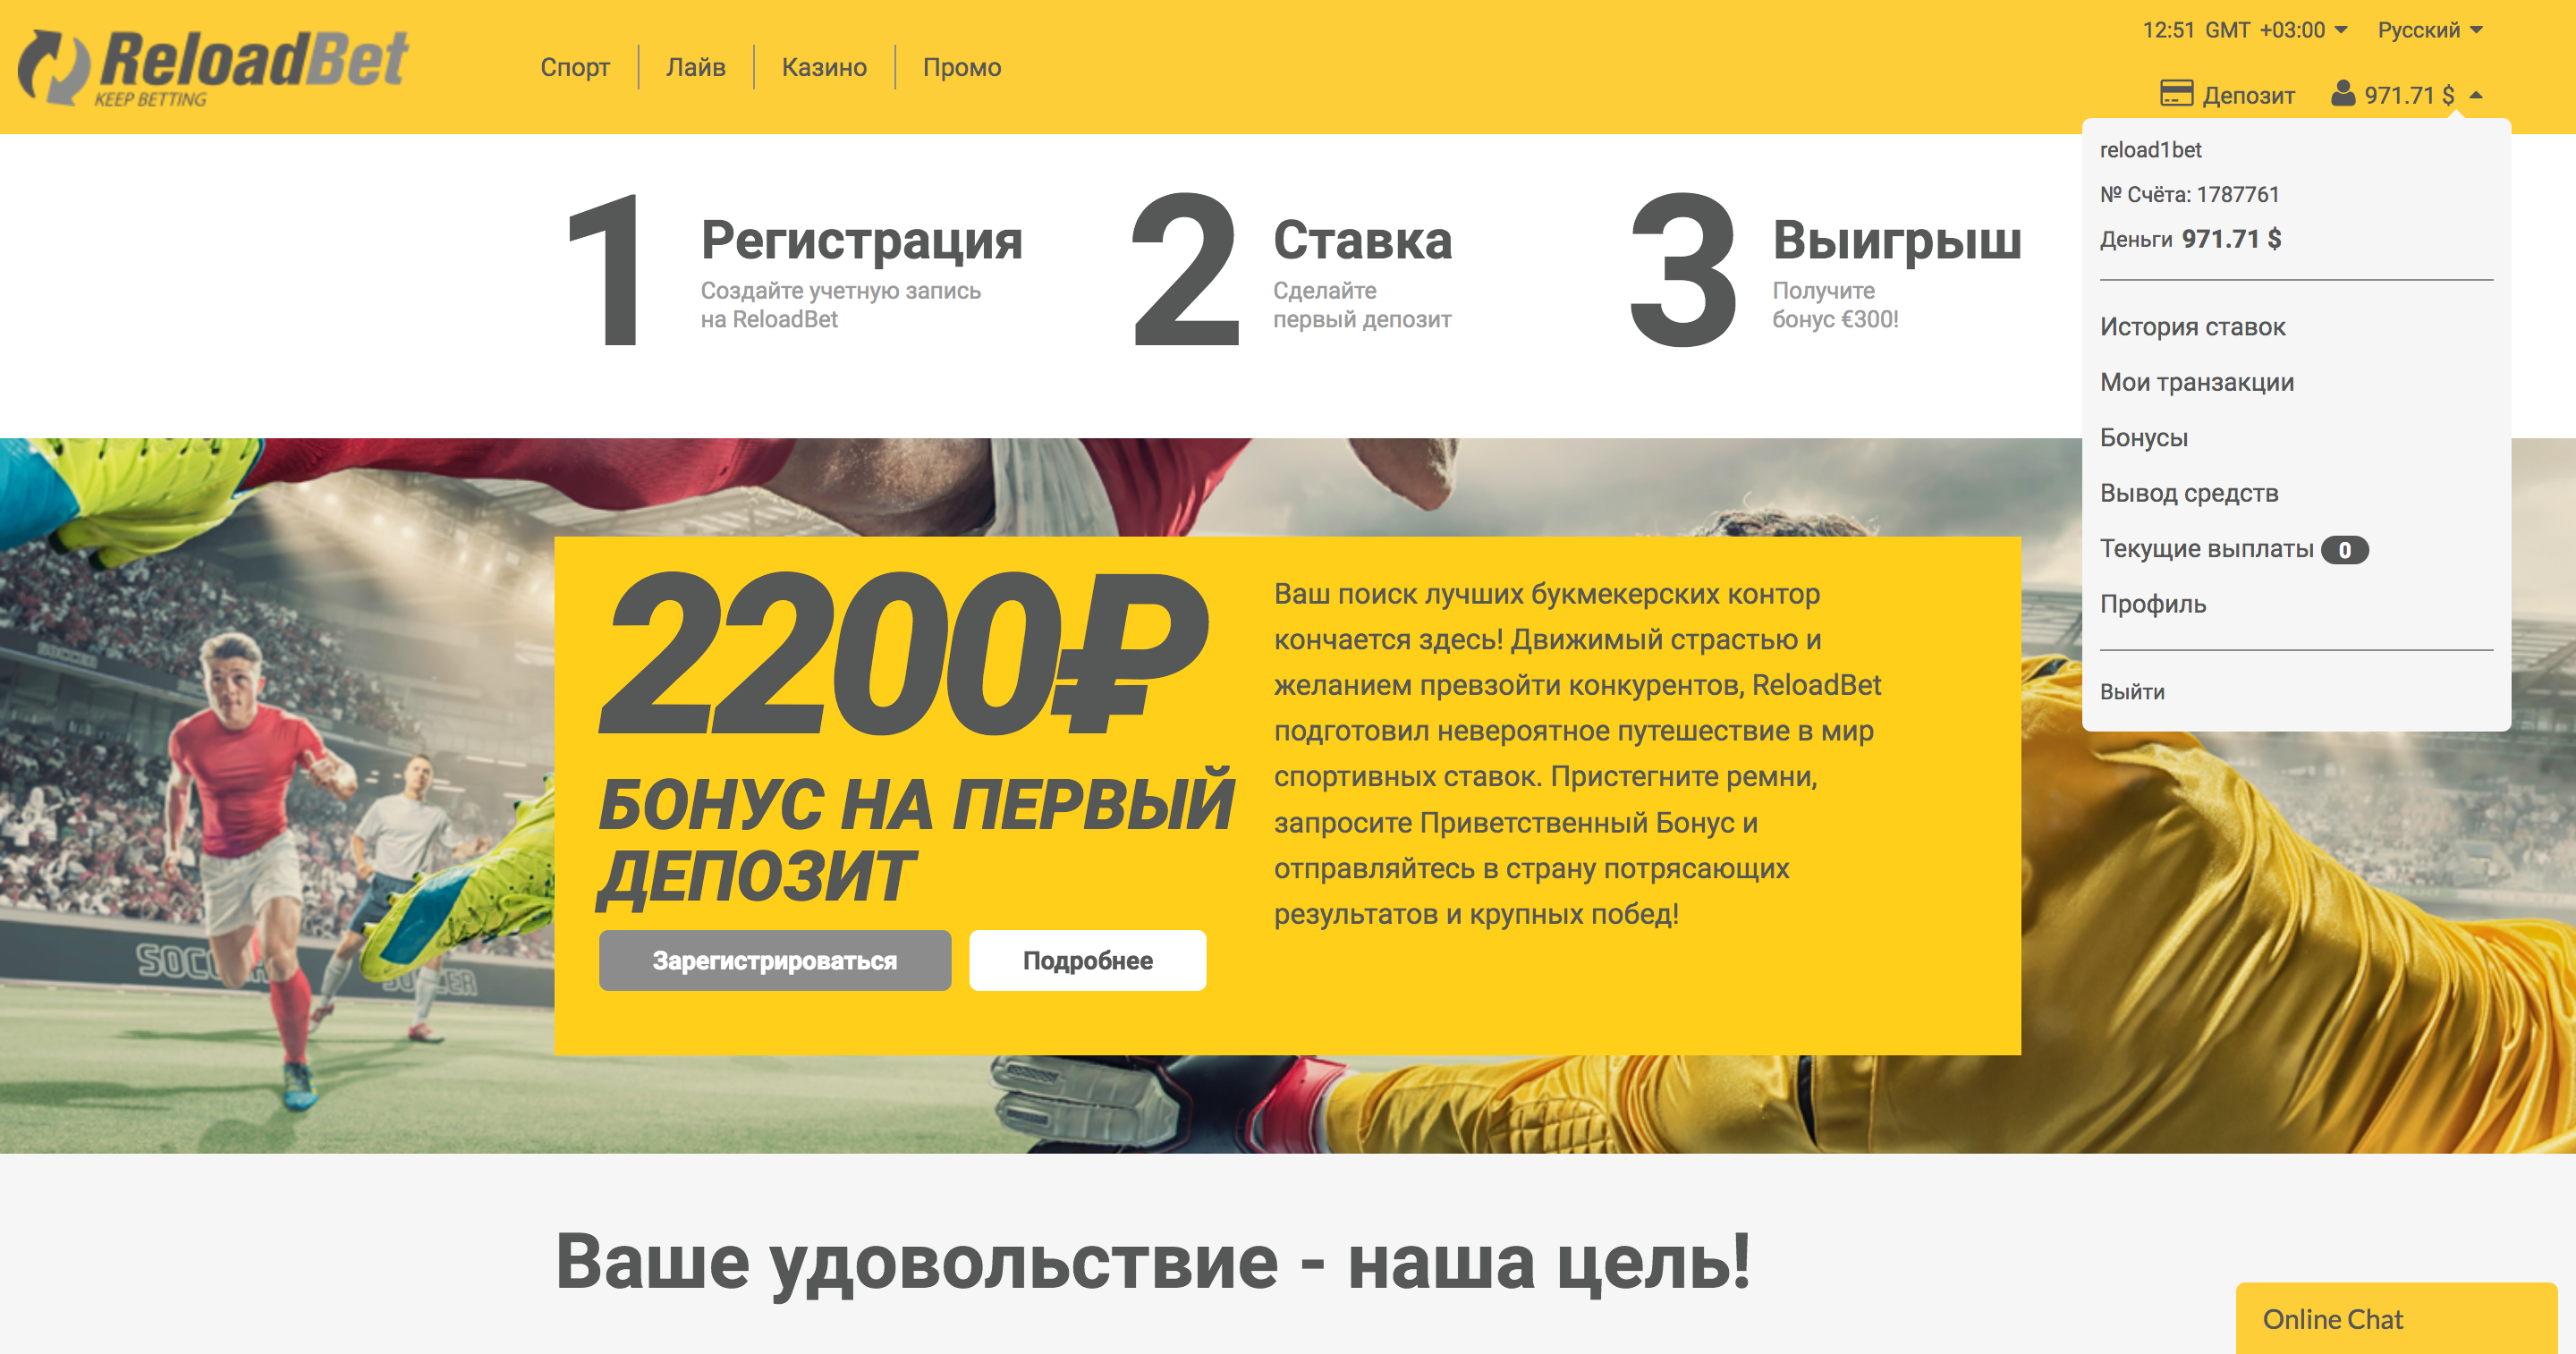 ReloadBet
KEEP BETTING
Спорт
Лайв
Казино
Промо
12:51 GMT +03:00
Русский
Депозит
971.71 $
reload1bet
№ Счёта: 1787761
Деньги 971.71 $
История ставок
Мои транзакции
Бонусы
Вывод средств
Текущие выплаты 0
Профиль
Выйти
1
Регистрация
Создайте учетную запись
на ReloadBet
2
Ставка
Сделайте
первый депозит
3
Выигрыш
Получите
бонус €300!
2200₽
БОНУС НА ПЕРВЫЙ
ДЕПОЗИТ
Зарегистрироваться
Подробнее
Ваш поиск лучших букмекерских контор
кончается здесь! Движимый страстью и
желанием превзойти конкурентов, ReloadBet
подготовил невероятное путешествие в мир
спортивных ставок. Пристегните ремни,
запросите Приветственный Бонус и
отправляйтесь в страну потрясающих
результатов и крупных побед!
SOCCER
Ваше удовольствие - наша цель!
Online Chat